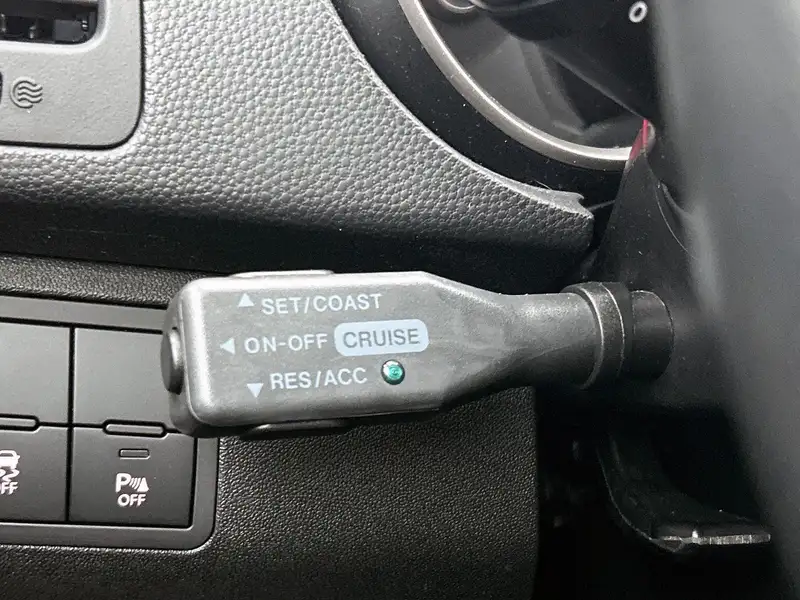 ▲ SET/COAST
◀ ON-OFF CRUISE
▼ RES/ACC
OFF
P OFF